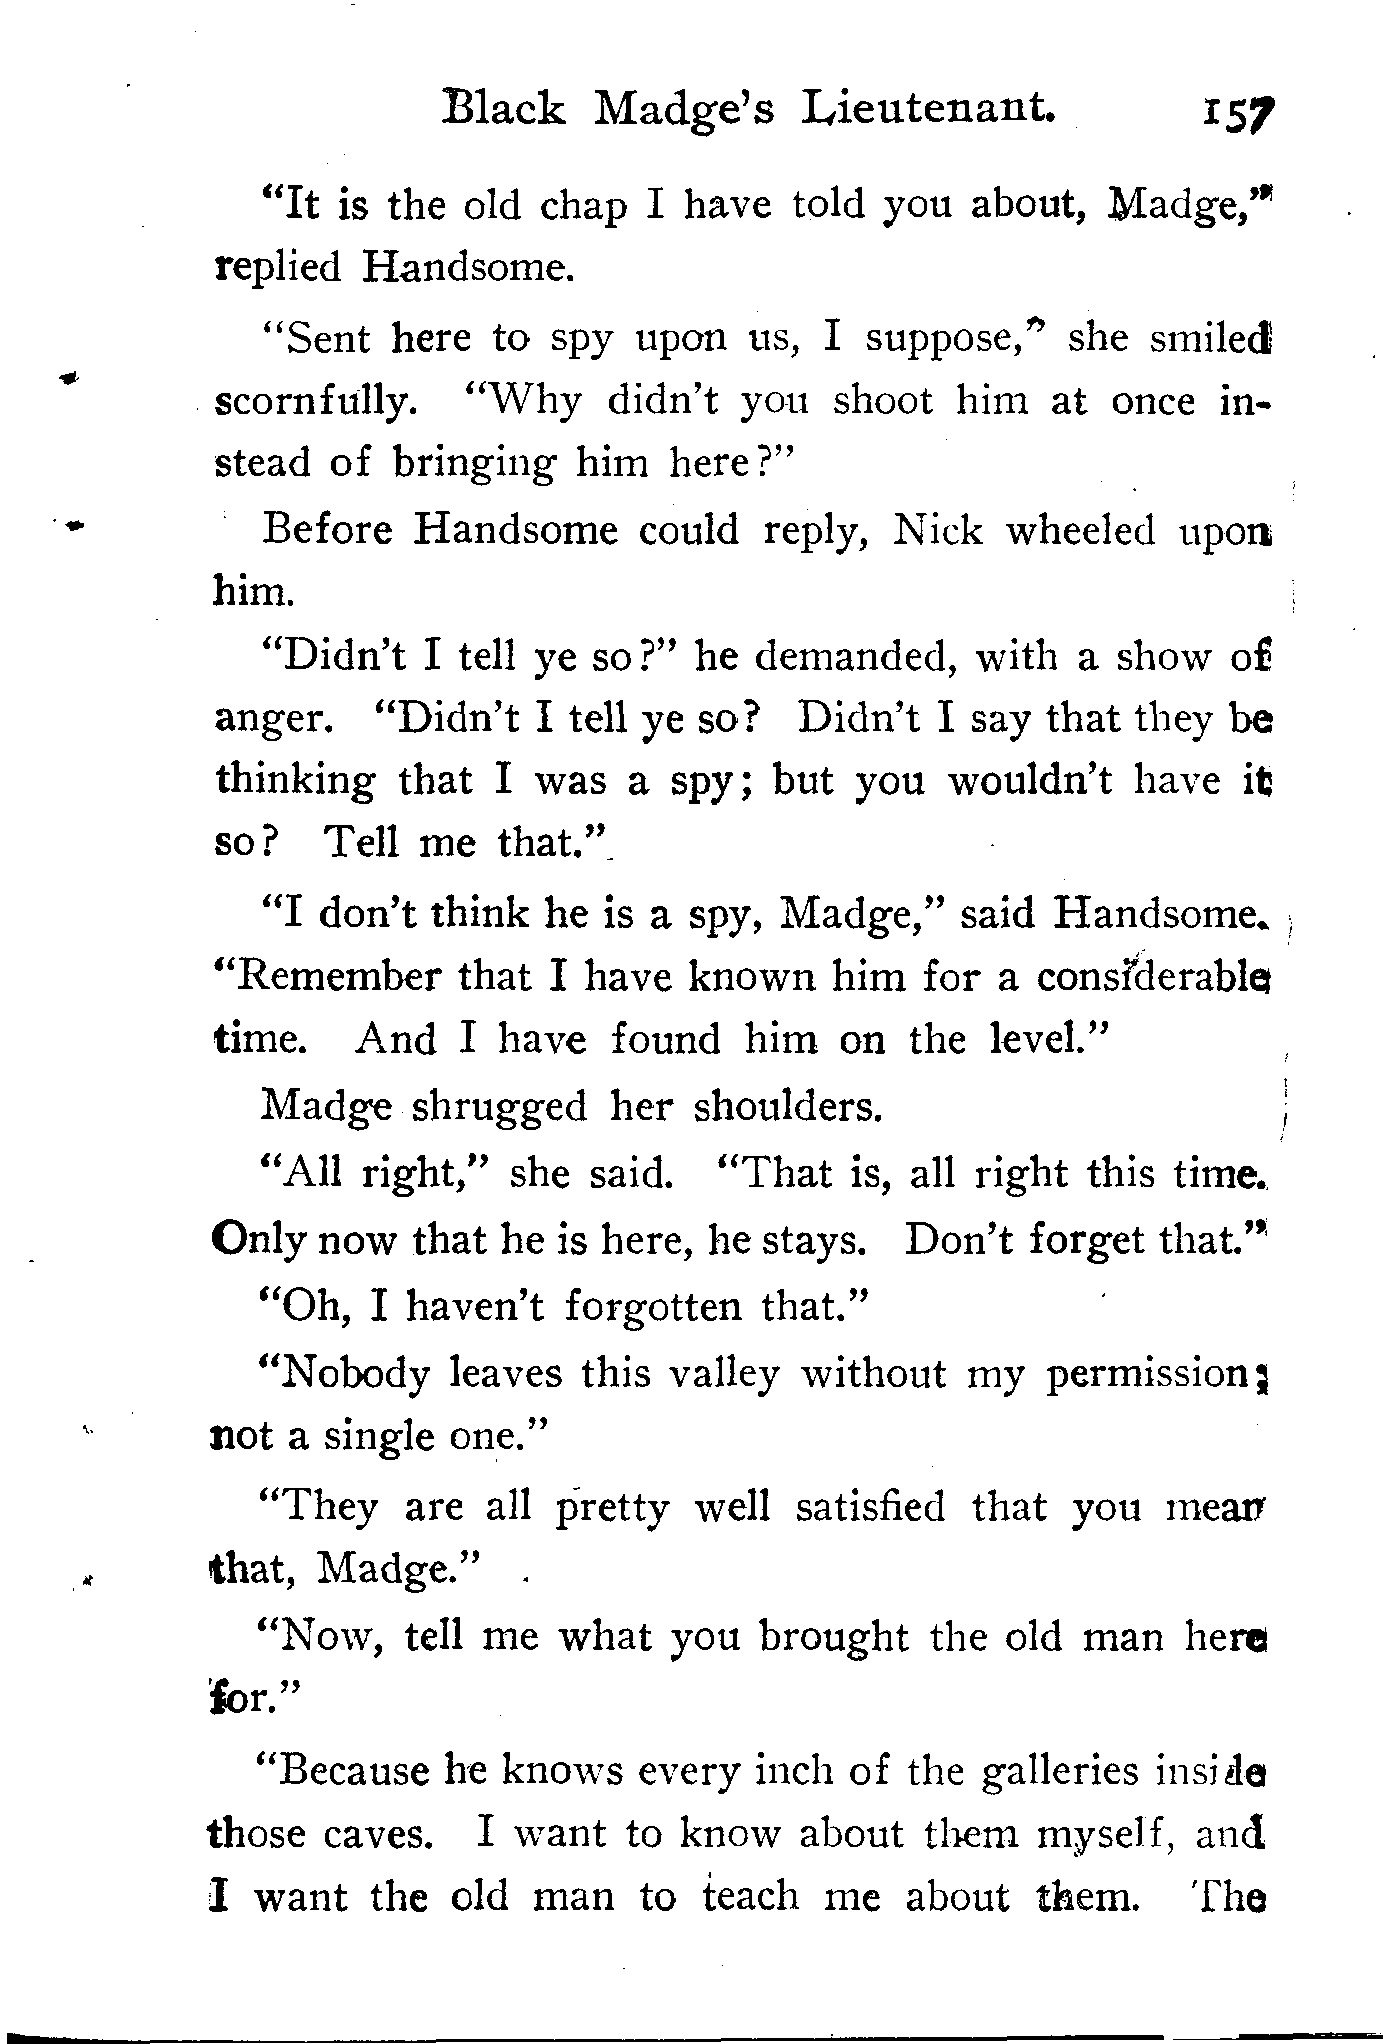 Black Madge's Lieutenant. 157
"It is the old chap I have told you about, Madge,"
replied Handsome.
"Sent here to spy upon us, I suppose," she smiled
scornfully. "Why didn't you shoot him at once in-
stead of bringing him here?"
Before Handsome could reply, Nick wheeled upon
him.
"Didn't I tell ye so?" he demanded, with a show of
anger. "Didn't I tell ye so? Didn't I say that they be
thinking that I was a spy; but you wouldn't have it
so? Tell me that."
"I don't think he is a spy, Madge," said Handsome.
"Remember that I have known him for a considerable
time. And I have found him on the level."
Madge shrugged her shoulders.
"All right," she said. "That is, all right this time.
Only now that he is here, he stays. Don't forget that."
"Oh, I haven't forgotten that."
"Nobody leaves this valley without my permission;
not a single one."
"They are all pretty well satisfied that you mean
that, Madge."
"Now, tell me what you brought the old man here
for."
"Because he knows every inch of the galleries inside
those caves. I want to know about them myself, and
I want the old man to teach me about them. The